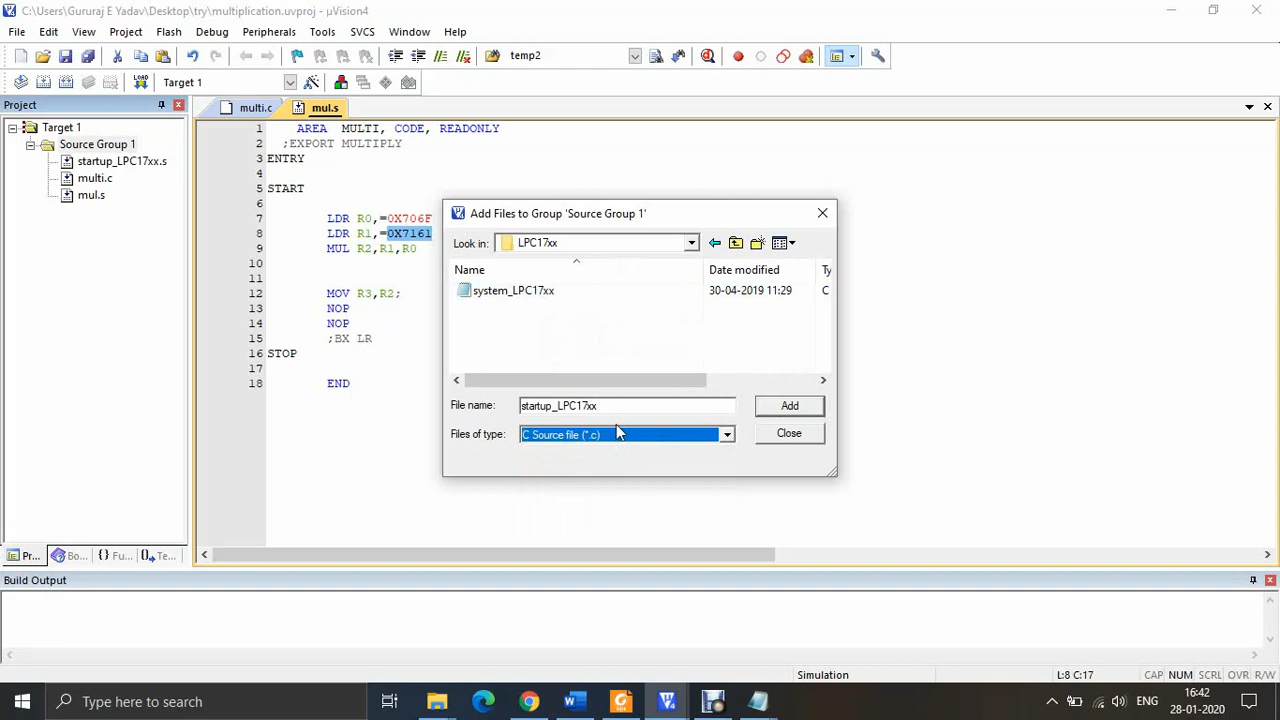 C:\Users\Gururaj E Yadav\Desktop\try\multiplication.uvproj - µVision4
File Edit View Project Flash Debug Peripherals Tools SVCS Window Help
temp2
LOAD
Target 1
Project
multi.c
mul.s
Target 1
Source Group 1
startup_LPC17xx.s
multi.c
mul.s
1 AREA MULTI, CODE, READONLY
2 ;EXPORT MULTIPLY
3 ENTRY
4
5 START
6
7 LDR R0,=0X706F
8 LDR R1,=0X7161
9 MUL R2,R1,R0
10
11
12 MOV R3,R2;
13 NOP
14 NOP
15 ;BX LR
16 STOP
17
18 END
Add Files to Group 'Source Group 1'
Look in: LPC17xx
Name Date modified Ty
system_LPC17xx 30-04-2019 11:29 C
File name: startup_LPC17xx Add
Files of type: C Source file (*.c) Close
Pr... Bo... {} Fu... Te...
Build Output
Simulation L:8 C:17 CAP NUM SCRL OVR R/W
Type here to search
ENG
16:42
28-01-2020